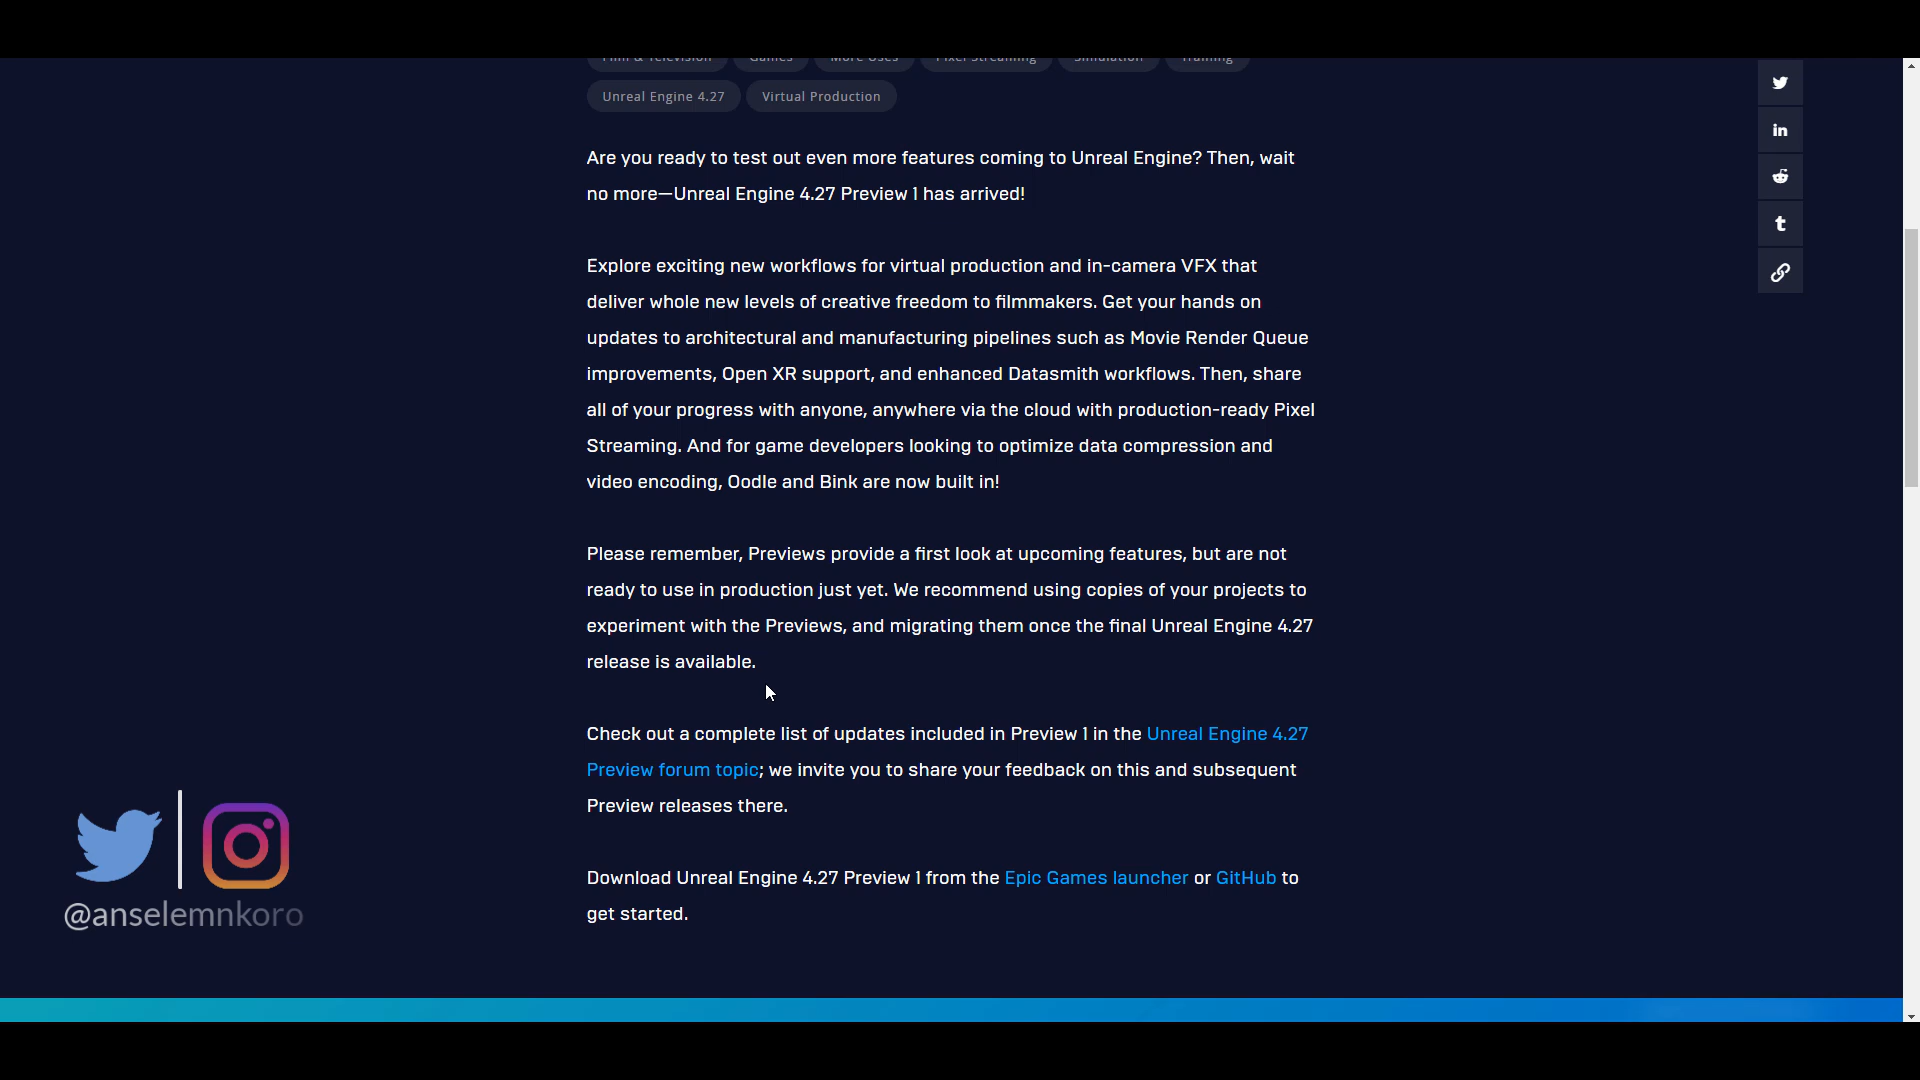 Film & Television Games More Uses Pixel Streaming Simulation Training
Unreal Engine 4.27 Virtual Production
Are you ready to test out even more features coming to Unreal Engine? Then, wait
no more—Unreal Engine 4.27 Preview 1 has arrived!
Explore exciting new workflows for virtual production and in-camera VFX that
deliver whole new levels of creative freedom to filmmakers. Get your hands on
updates to architectural and manufacturing pipelines such as Movie Render Queue
improvements, Open XR support, and enhanced Datasmith workflows. Then, share
all of your progress with anyone, anywhere via the cloud with production-ready Pixel
Streaming. And for game developers looking to optimize data compression and
video encoding, Oodle and Bink are now built in!
Please remember, Previews provide a first look at upcoming features, but are not
ready to use in production just yet. We recommend using copies of your projects to
experiment with the Previews, and migrating them once the final Unreal Engine 4.27
release is available.
Check out a complete list of updates included in Preview 1 in the Unreal Engine 4.27
Preview forum topic; we invite you to share your feedback on this and subsequent
Preview releases there.
Download Unreal Engine 4.27 Preview 1 from the Epic Games launcher or GitHub to
get started.
@anselemnkoro